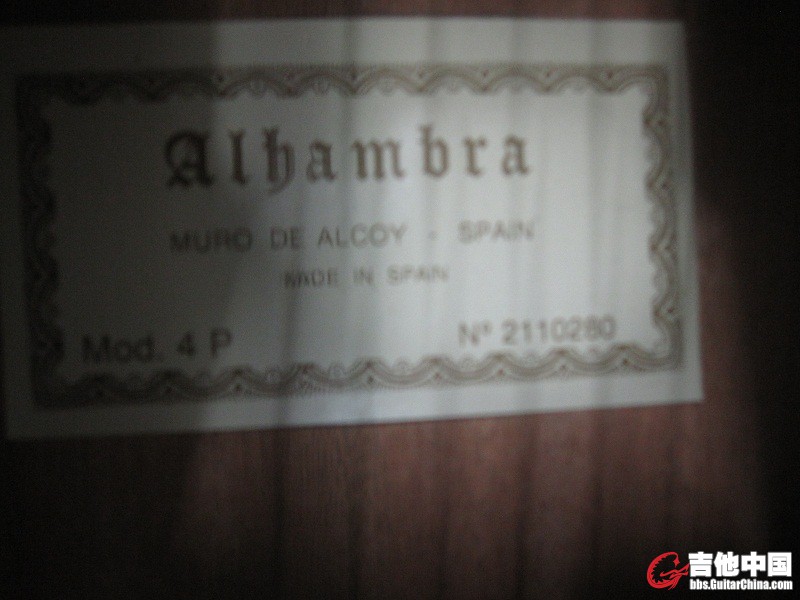 Alhambra
MURO DE ALCOY - SPAIN
MADE IN SPAIN
Mod. 4 P
Nº 2110280
吉他中国
bbs.GuitarChina.com